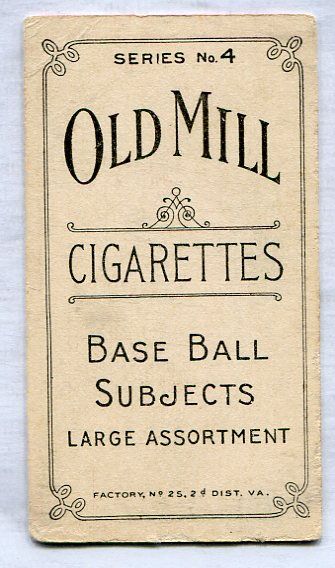 SERIES No. 4
OLD MILL
CIGARETTES
BASE BALL
SUBJECTS
LARGE ASSORTMENT
FACTORY, Nº 25, 2d DIST. VA.